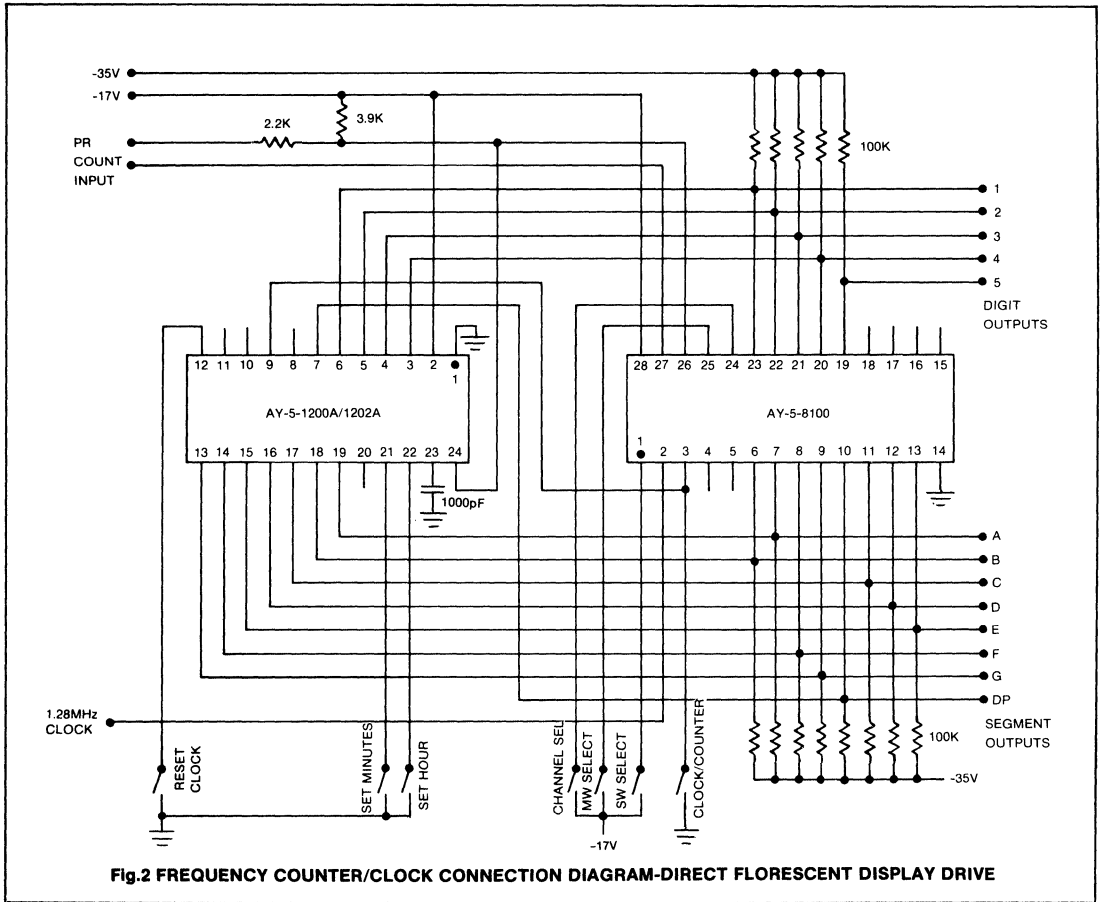 -35V
-17V
2.2K
3.9K
PR
COUNT
INPUT
100K
1
2
3
4
5
DIGIT
OUTPUTS
12 11 10 9 8 7 6 5 4 3 2 1
AY-5-1200A/1202A
13 14 15 16 17 18 19 20 21 22 23 24
1000pF
28 27 26 25 24 23 22 21 20 19 18 17 16 15
AY-5-8100
1 2 3 4 5 6 7 8 9 10 11 12 13 14
A
B
C
D
E
F
G
DP
SEGMENT
OUTPUTS
1.28MHz
CLOCK
RESET
CLOCK
SET MINUTES
SET HOUR
CHANNEL SEL
MW SELECT
SW SELECT
CLOCK/COUNTER
100K
-35V
-17V
Fig.2 FREQUENCY COUNTER/CLOCK CONNECTION DIAGRAM-DIRECT FLORESCENT DISPLAY DRIVE